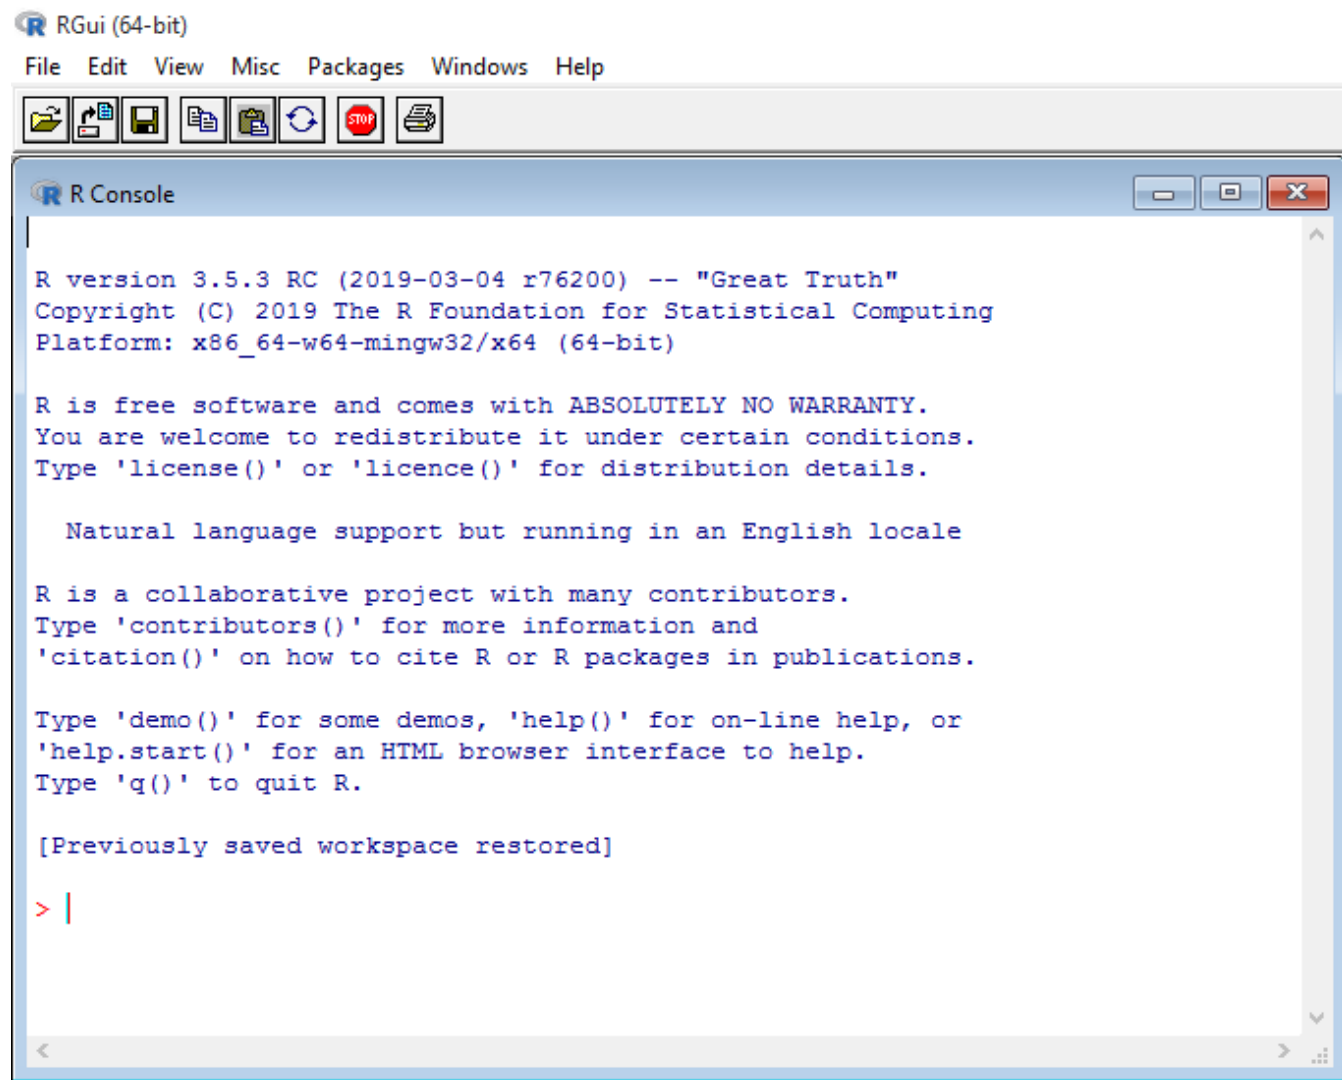 RGui (64-bit)
File Edit View Misc Packages Windows Help
STOP
R Console
R version 3.5.3 RC (2019-03-04 r76200) -- "Great Truth"
Copyright (C) 2019 The R Foundation for Statistical Computing
Platform: x86_64-w64-mingw32/x64 (64-bit)
R is free software and comes with ABSOLUTELY NO WARRANTY.
You are welcome to redistribute it under certain conditions.
Type 'license()' or 'licence()' for distribution details.
Natural language support but running in an English locale
R is a collaborative project with many contributors.
Type 'contributors()' for more information and
'citation()' on how to cite R or R packages in publications.
Type 'demo()' for some demos, 'help()' for on-line help, or
'help.start()' for an HTML browser interface to help.
Type 'q()' to quit R.
[Previously saved workspace restored]
>